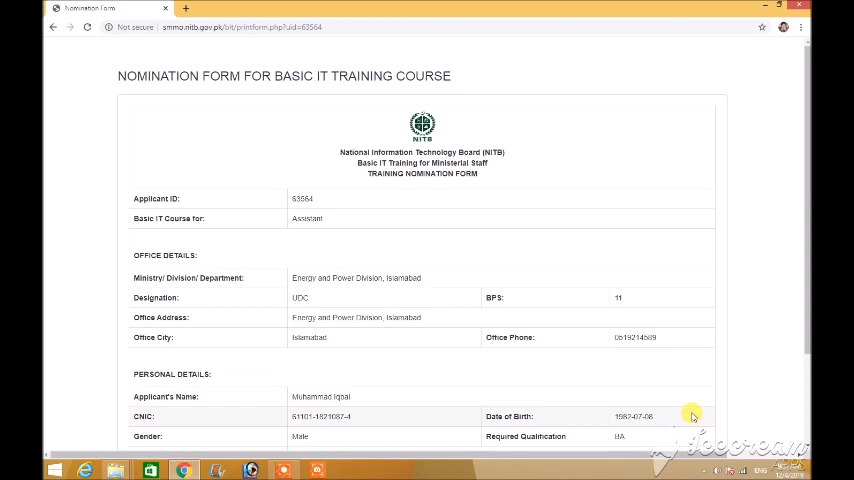 Nomination Form
Not secure smmo.nitb.gov.pk/bit/printform.php?uid=63564
NOMINATION FORM FOR BASIC IT TRAINING COURSE
NITB
National Information Technology Board (NITB)
Basic IT Training for Ministerial Staff
TRAINING NOMINATION FORM
Applicant ID: 63564
Basic IT Course for: Assistant
OFFICE DETAILS:
Ministry/ Division/ Department: Energy and Power Division, Islamabad
Designation: UDC BPS: 11
Office Address: Energy and Power Division, Islamabad
Office City: Islamabad Office Phone: 0519214589
PERSONAL DETAILS:
Applicant's Name: Muhammad Iqbal
CNIC: 61101-1821087-4 Date of Birth: 1982-07-08
Gender: Male Required Qualification BA
Icecream
ENG
12/4/2019